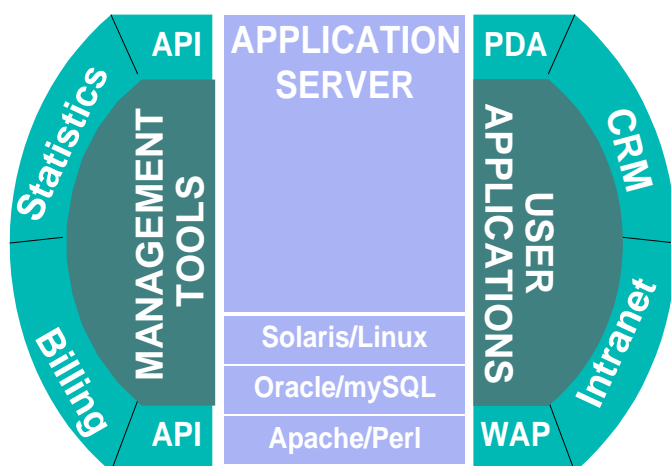 API
Statistics
MANAGEMENT
TOOLS
Billing
API
APPLICATION
SERVER
Solaris/Linux
Oracle/mySQL
Apache/Perl
PDA
CRM
USER
APPLICATIONS
Intranet
WAP